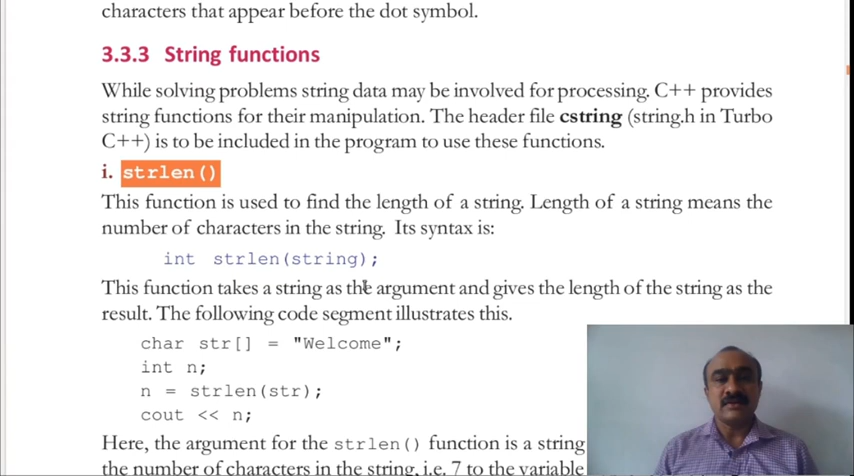 characters that appear before the dot symbol.
3.3.3 String functions
While solving problems string data may be involved for processing. C++ provides
string functions for their manipulation. The header file cstring (string.h in Turbo
C++) is to be included in the program to use these functions.
i. strlen()
This function is used to find the length of a string. Length of a string means the
number of characters in the string. Its syntax is:
int strlen(string);
This function takes a string as the argument and gives the length of the string as the
result. The following code segment illustrates this.
char str[] = "Welcome";
int n;
n = strlen(str);
cout << n;
Here, the argument for the strlen() function is a string
the number of characters in the string, i.e. 7 to the variable